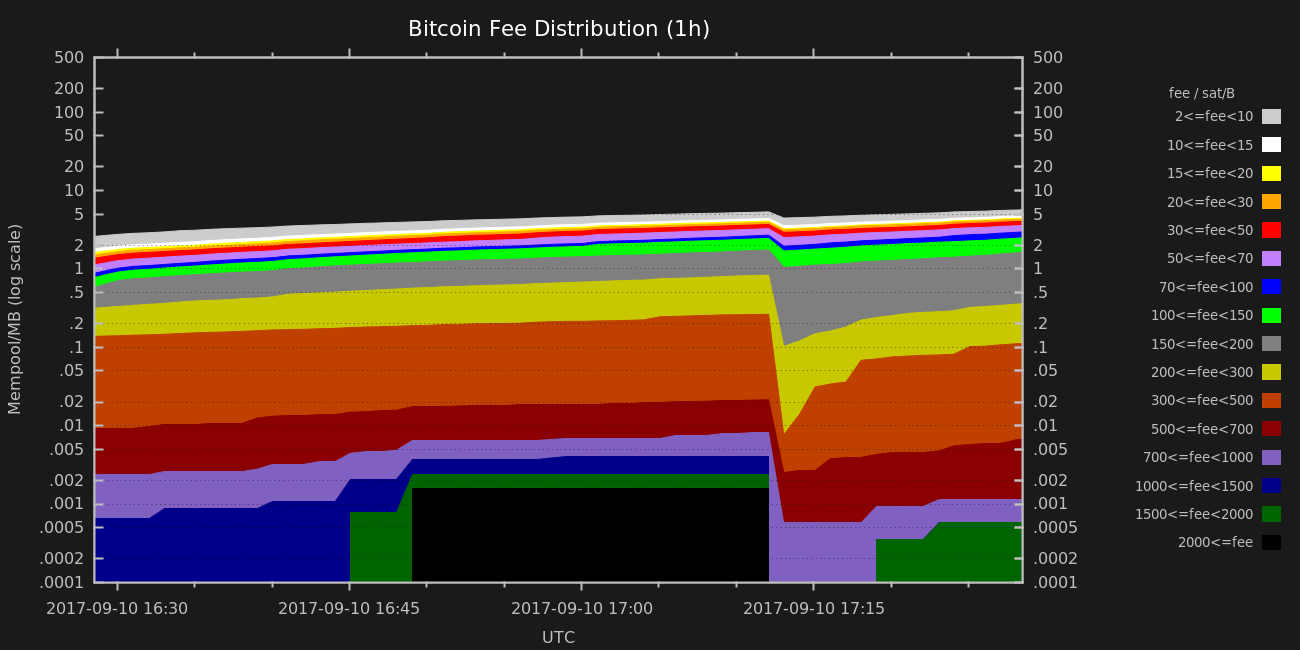 Bitcoin Fee Distribution (1h)
500 500
200 200
100 100
50 50
20 20
10 10
5 5
2 2
1 1
.5 .5
.2 .2
.1 .1
.05 .05
.02 .02
.01 .01
.005 .005
.002 .002
.001 .001
.0005 .0005
.0002 .0002
.0001 .0001
Mempool/MB (log scale)
2017-09-10 16:30 2017-09-10 16:45 2017-09-10 17:00 2017-09-10 17:15
UTC
fee / sat/B
2<=fee<10
10<=fee<15
15<=fee<20
20<=fee<30
30<=fee<50
50<=fee<70
70<=fee<100
100<=fee<150
150<=fee<200
200<=fee<300
300<=fee<500
500<=fee<700
700<=fee<1000
1000<=fee<1500
1500<=fee<2000
2000<=fee